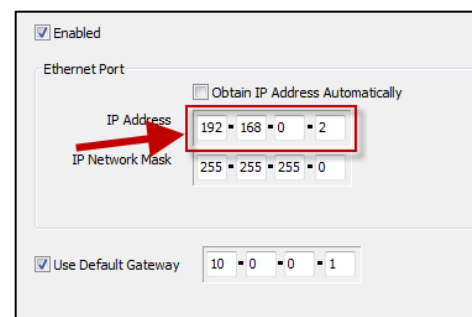 Enabled
Ethernet Port
Obtain IP Address Automatically
IP Address 192 - 168 - 0 - 2
IP Network Mask 255 - 255 - 255 - 0
Use Default Gateway 10 - 0 - 0 - 1